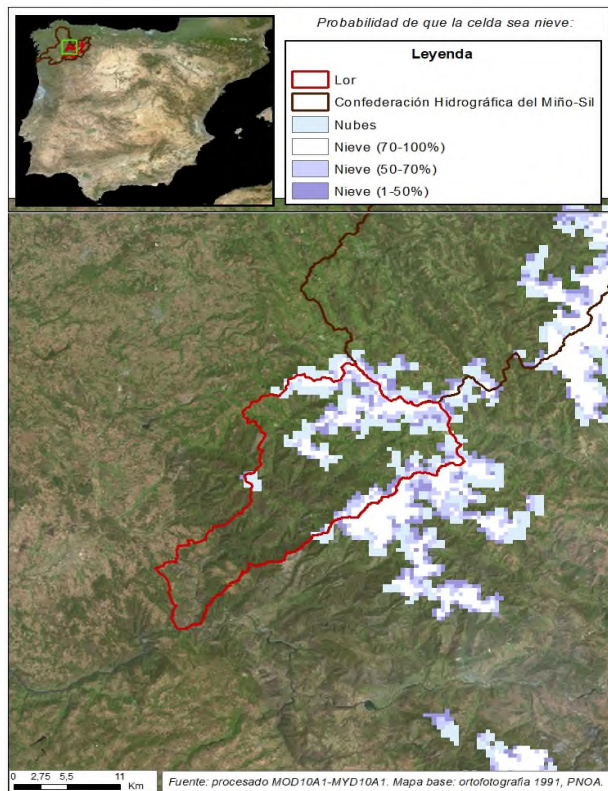 Probabilidad de que la celda sea nieve:
Leyenda
Lor
Confederación Hidrográfica del Miño-Sil
Nubes
Nieve (70-100%)
Nieve (50-70%)
Nieve (1-50%)
0 2,75 5,5 11
Km
Fuente: procesado MOD10A1-MYD10A1. Mapa base: ortofotografía 1991, PNOA.